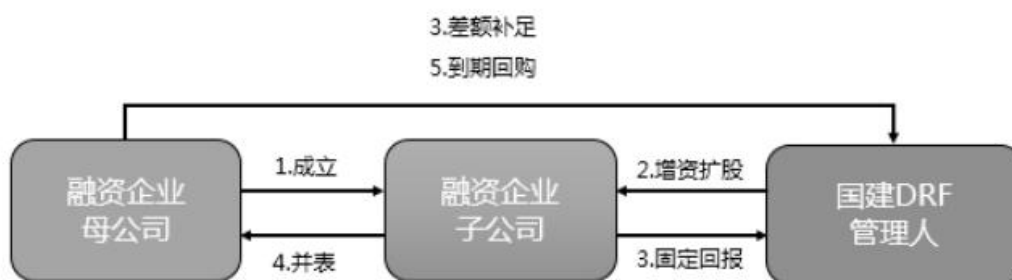 3.差额补足
5.到期回购
融资企业
母公司
1.成立
4.并表
融资企业
子公司
2.增资扩股
3.固定回报
国建DRF
管理人